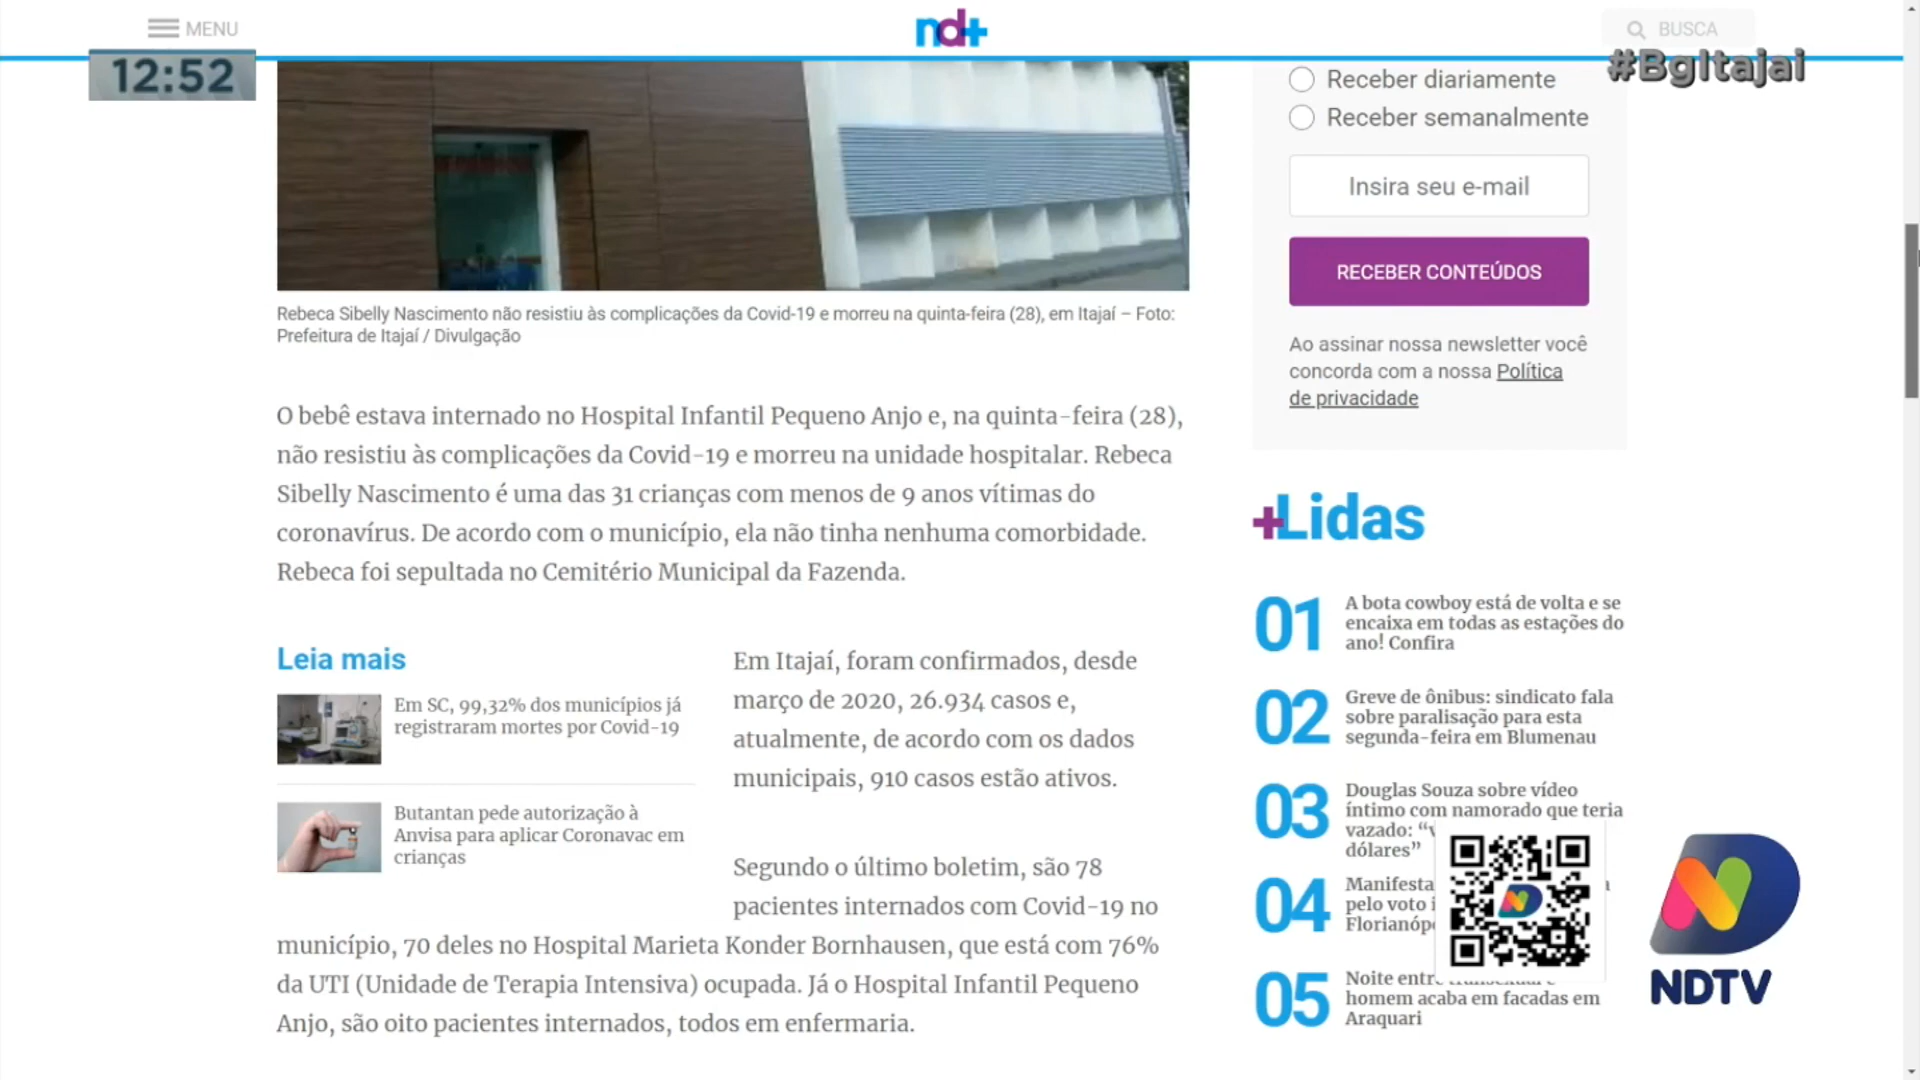 MENU
nd+
BUSCA
12:52
#BgItajai
Receber diariamente
Receber semanalmente
Insira seu e-mail
RECEBER CONTEÚDOS
Ao assinar nossa newsletter você
concorda com a nossa Política
de privacidade
Rebeca Sibelly Nascimento não resistiu às complicações da Covid-19 e morreu na quinta-feira (28), em Itajaí – Foto:
Prefeitura de Itajaí / Divulgação
O bebê estava internado no Hospital Infantil Pequeno Anjo e, na quinta-feira (28),
não resistiu às complicações da Covid-19 e morreu na unidade hospitalar. Rebeca
Sibelly Nascimento é uma das 31 crianças com menos de 9 anos vítimas do
coronavírus. De acordo com o município, ela não tinha nenhuma comorbidade.
Rebeca foi sepultada no Cemitério Municipal da Fazenda.
Leia mais
Em SC, 99,32% dos municípios já
registraram mortes por Covid-19
Butantan pede autorização à
Anvisa para aplicar Coronavac em
crianças
Em Itajaí, foram confirmados, desde
março de 2020, 26.934 casos e,
atualmente, de acordo com os dados
municipais, 910 casos estão ativos.
Segundo o último boletim, são 78
pacientes internados com Covid-19 no
município, 70 deles no Hospital Marieta Konder Bornhausen, que está com 76%
da UTI (Unidade de Terapia Intensiva) ocupada. Já o Hospital Infantil Pequeno
Anjo, são oito pacientes internados, todos em enfermaria.
+Lidas
01
A bota cowboy está de volta e se
encaixa em todas as estações do
ano! Confira
02
Greve de ônibus: sindicato fala
sobre paralisação para esta
segunda-feira em Blumenau
03
Douglas Souza sobre vídeo
íntimo com namorado que teria
vazado: “
dólares”
04
Manifesta
pelo voto
Florianóp
05
Noite entre
homem acaba em facadas em
Araquari
NDTV